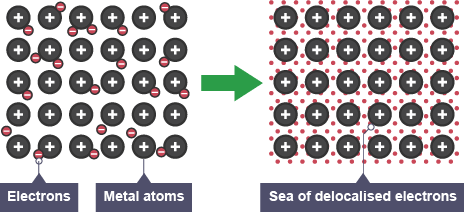 Electrons
Metal atoms
Sea of delocalised electrons